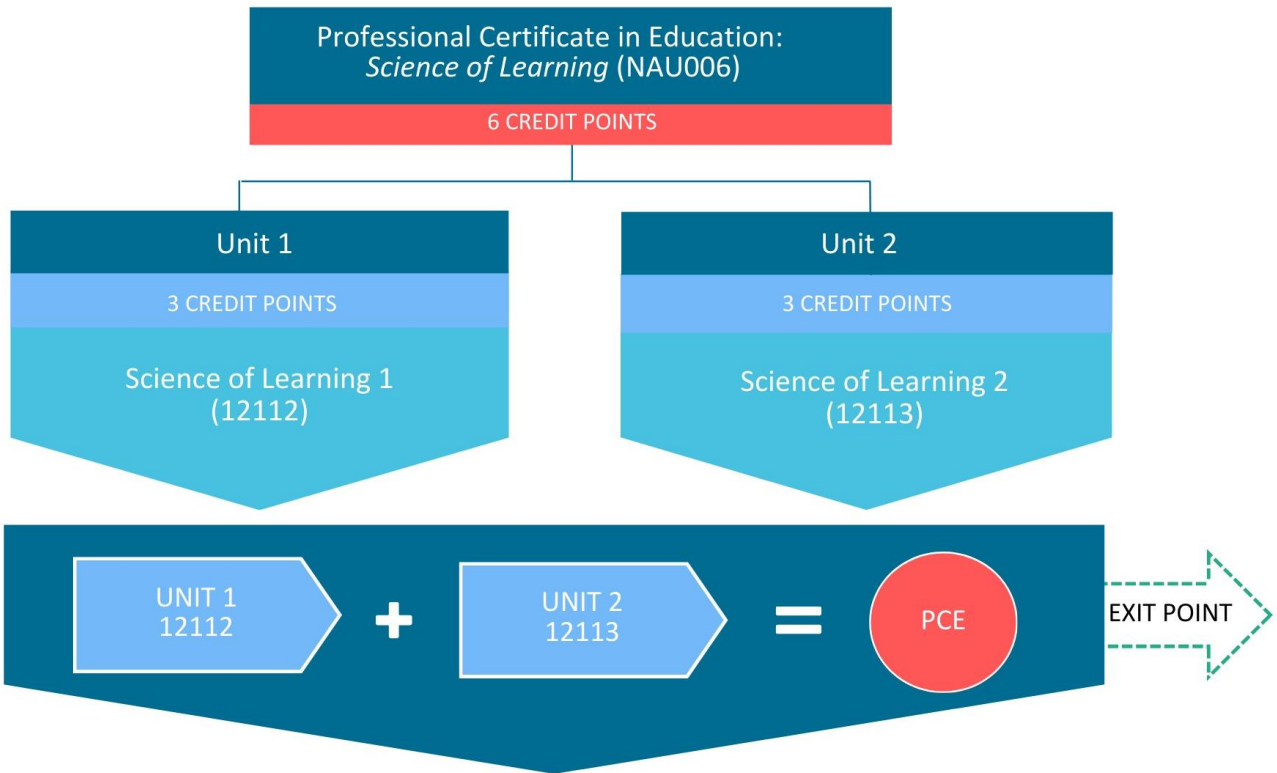 Professional Certificate in Education:
Science of Learning (NAU006)
6 CREDIT POINTS
Unit 1
3 CREDIT POINTS
Science of Learning 1
(12112)
Unit 2
3 CREDIT POINTS
Science of Learning 2
(12113)
UNIT 1
12112
+
UNIT 2
12113
=
PCE
EXIT POINT